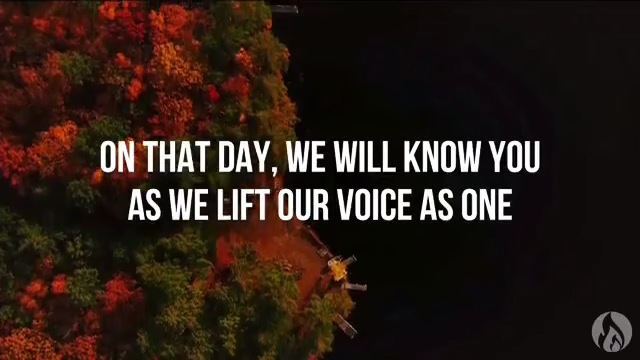 ON THAT DAY, WE WILL KNOW YOU
AS WE LIFT OUR VOICE AS ONE